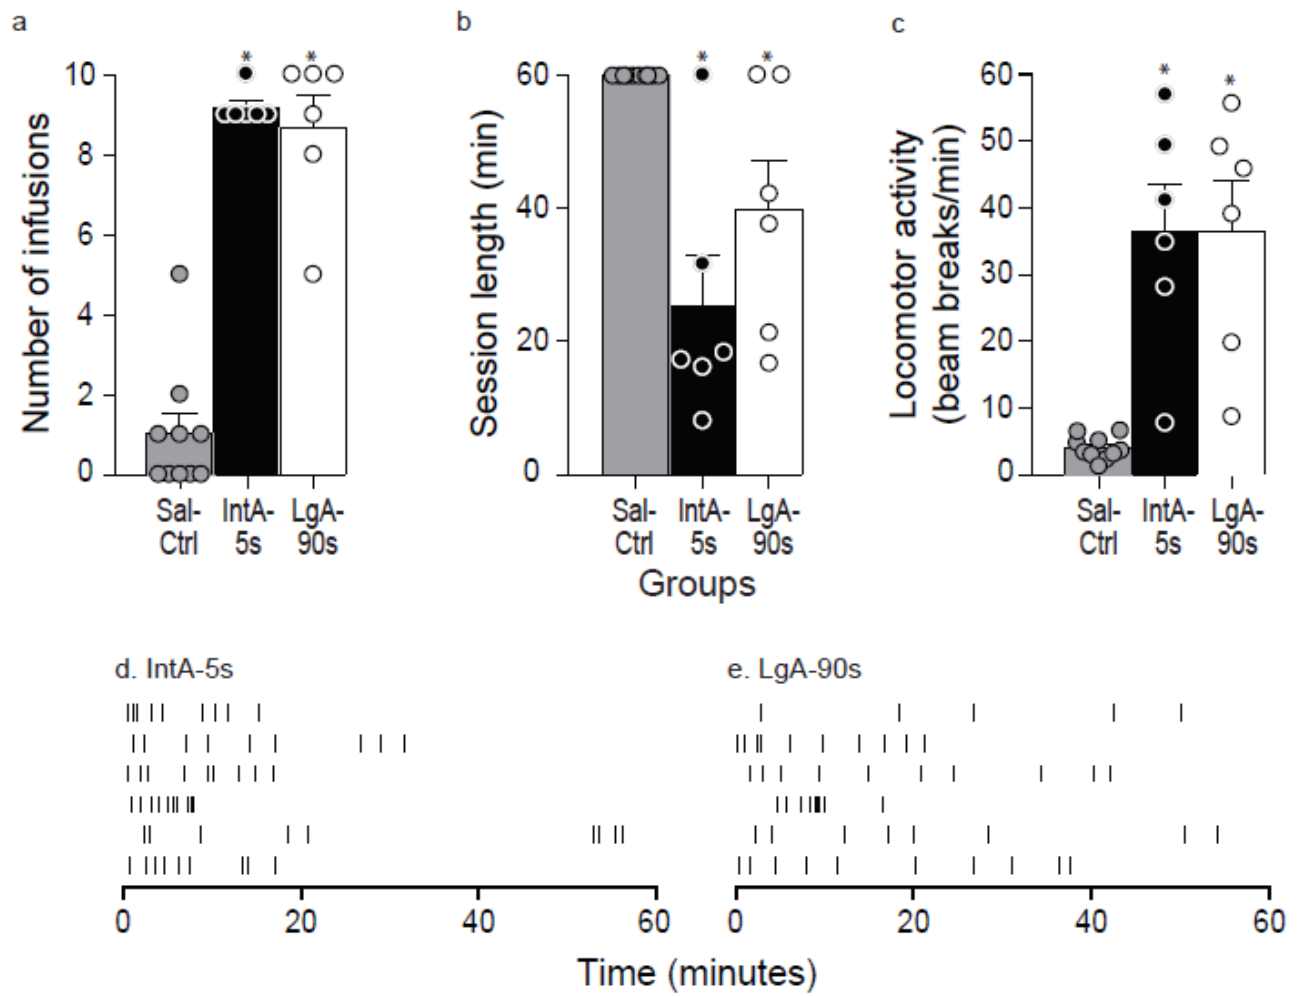 a
b
c
Number of infusions
10
8
6
4
2
0
*
*
Sal-
Ctrl
IntA-
5s
LgA-
90s
Session length (min)
60
40
20
0
*
*
Sal-
Ctrl
IntA-
5s
LgA-
90s
Groups
Locomotor activity
(beam breaks/min)
60
50
40
30
20
10
0
*
*
Sal-
Ctrl
IntA-
5s
LgA-
90s
d. IntA-5s
0
20
40
60
e. LgA-90s
0
20
40
60
Time (minutes)